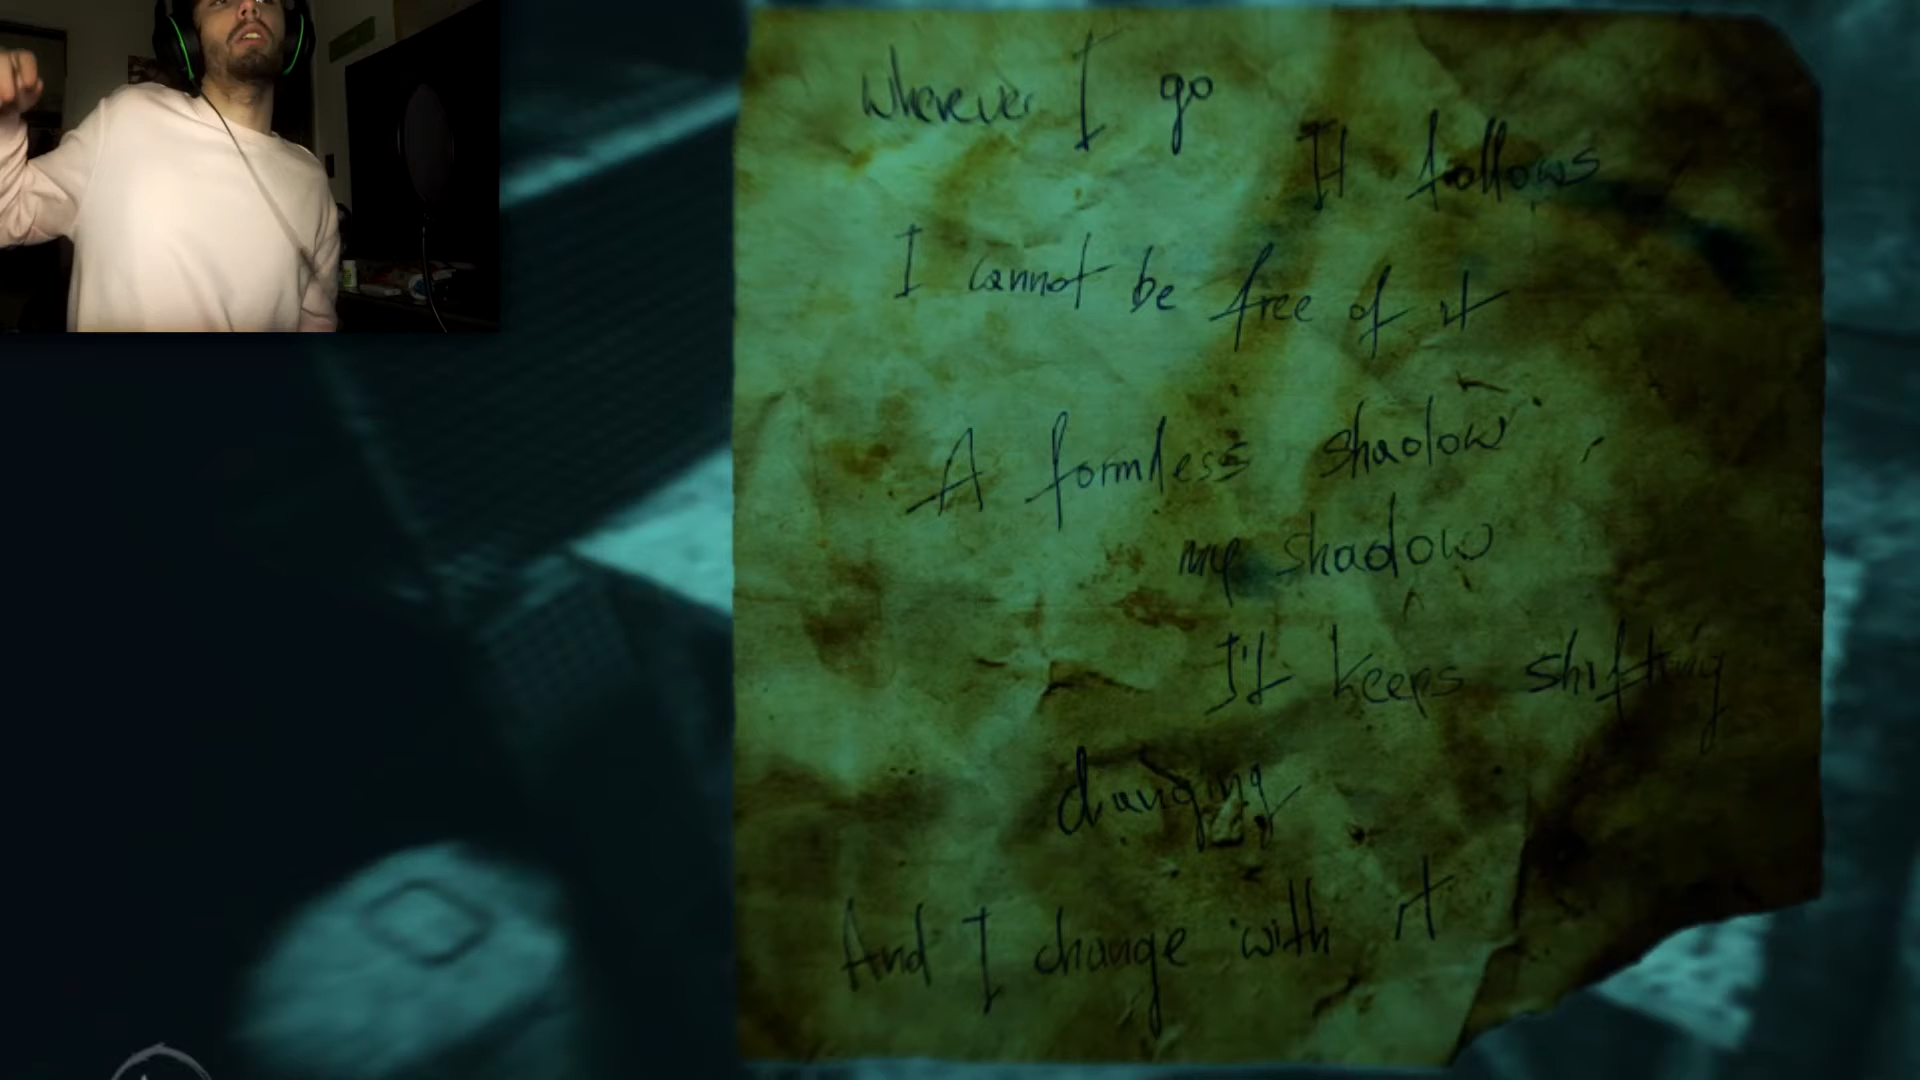 Wherever I go
It follows
I cannot be free of it
A formless shadow
my shadow
It keeps shifting
changing
And I change with it